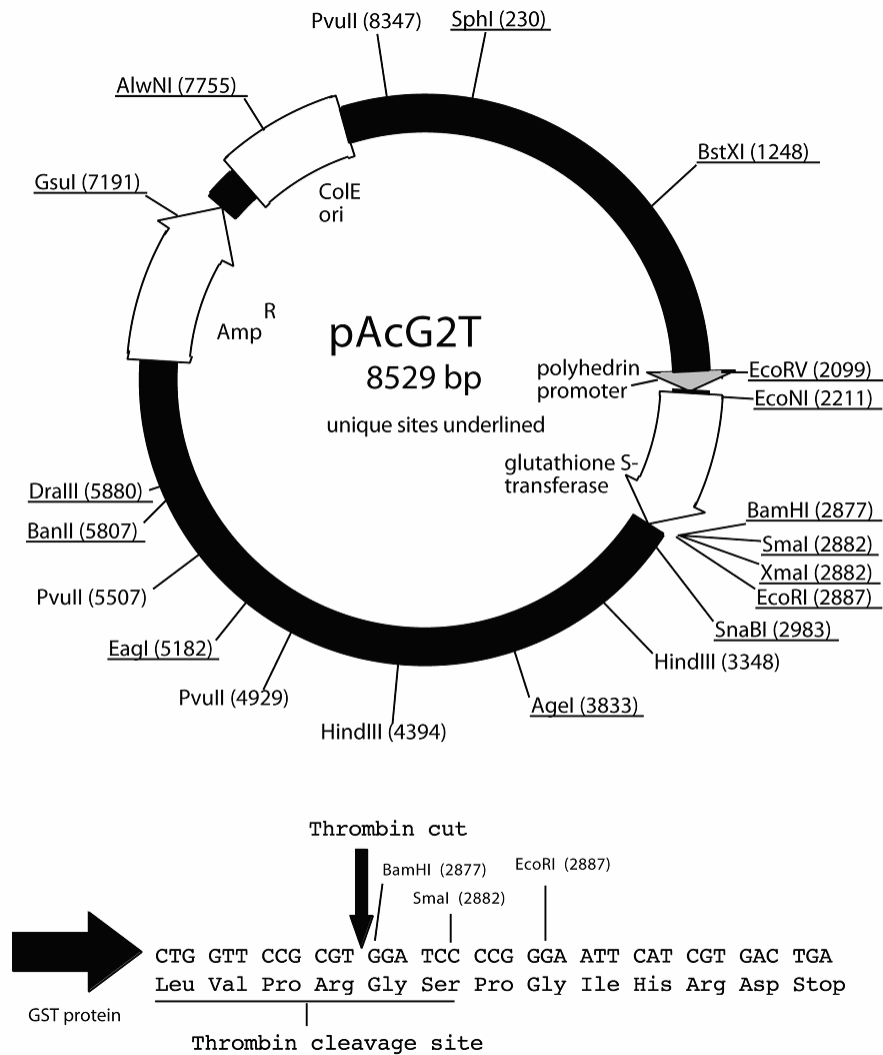 PvuII (8347)
SphI (230)
AlwNI (7755)
BstXI (1248)
GsuI (7191)
ColE
ori
Amp R
pAcG2T
8529 bp
unique sites underlined
polyhedrin
promoter
EcoRV (2099)
EcoNI (2211)
glutathione S-
transferase
BamHI (2877)
SmaI (2882)
XmaI (2882)
EcoRI (2887)
SnaBI (2983)
HindIII (3348)
AgeI (3833)
HindIII (4394)
PvuII (4929)
EagI (5182)
PvuII (5507)
BanII (5807)
DraIII (5880)
Thrombin cut
BamHI (2877)
EcoRI (2887)
SmaI (2882)
CTG GTT CCG CGT GGA TCC CCG GGA ATT CAT CGT GAC TGA
Leu Val Pro Arg Gly Ser Pro Gly Ile His Arg Asp Stop
GST protein
Thrombin cleavage site